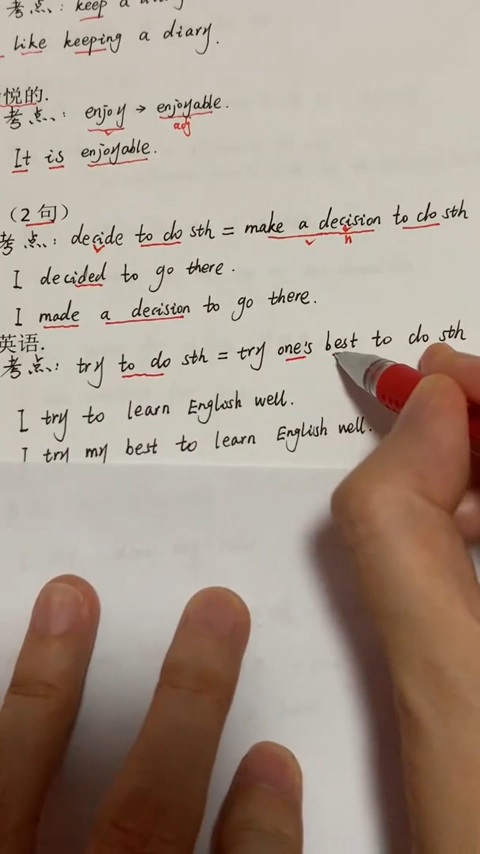 考点: keep a
like keeping a diary.
悦的.
考点: enjoy → enjoyable.
v adj
It is enjoyable.
(2 句)
考点: decide to do sth = make a decision to do sth
v v n
I decided to go there.
I made a decision to go there.
英语.
考点: try to do sth = try one's best to do sth
I try to learn English well.
I try my best to learn English well.